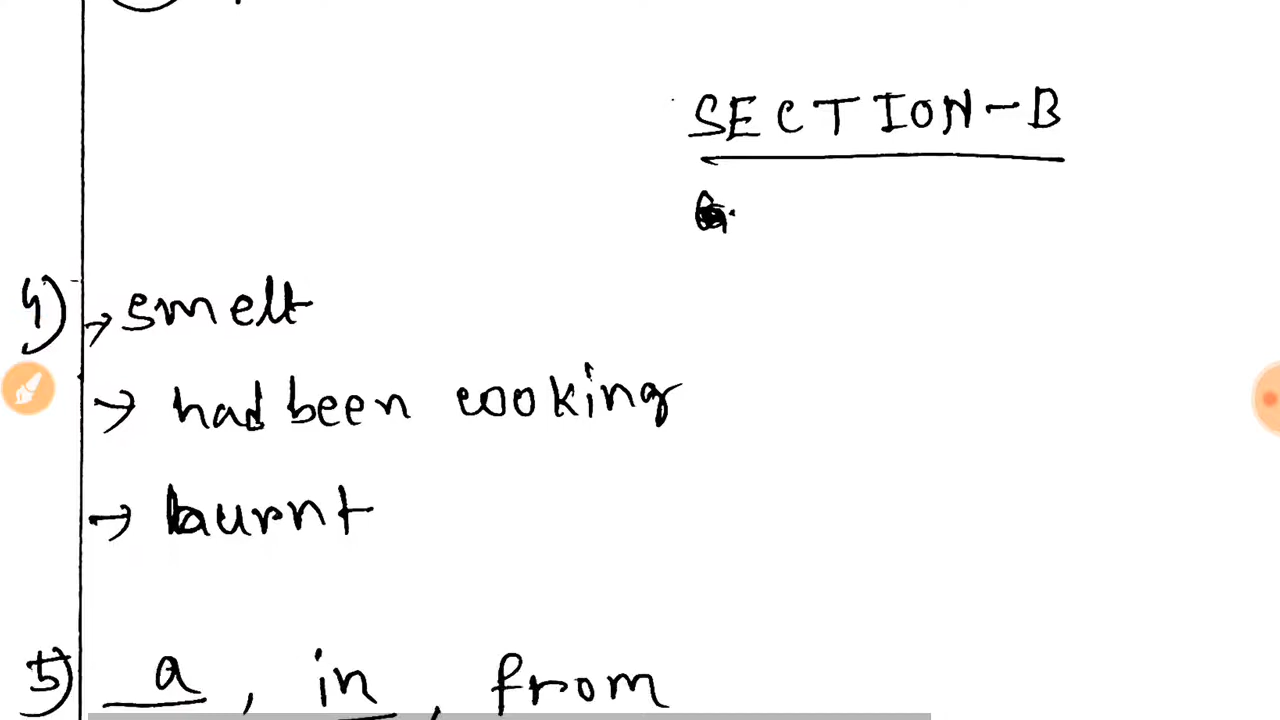 SECTION-B
4) → smelt
→ had been cooking
→ burnt
5) a, in, from